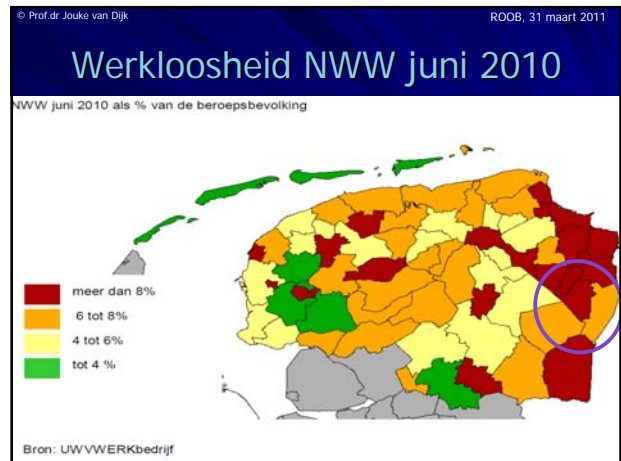 © Prof.dr Jouke van Dijk
ROOB, 31 maart 2011
Werkloosheid NWW juni 2010
NWW juni 2010 als % van de beroepsbevolking
meer dan 8%
6 tot 8%
4 tot 6%
tot 4 %
Bron: UWVWERKbedrijf